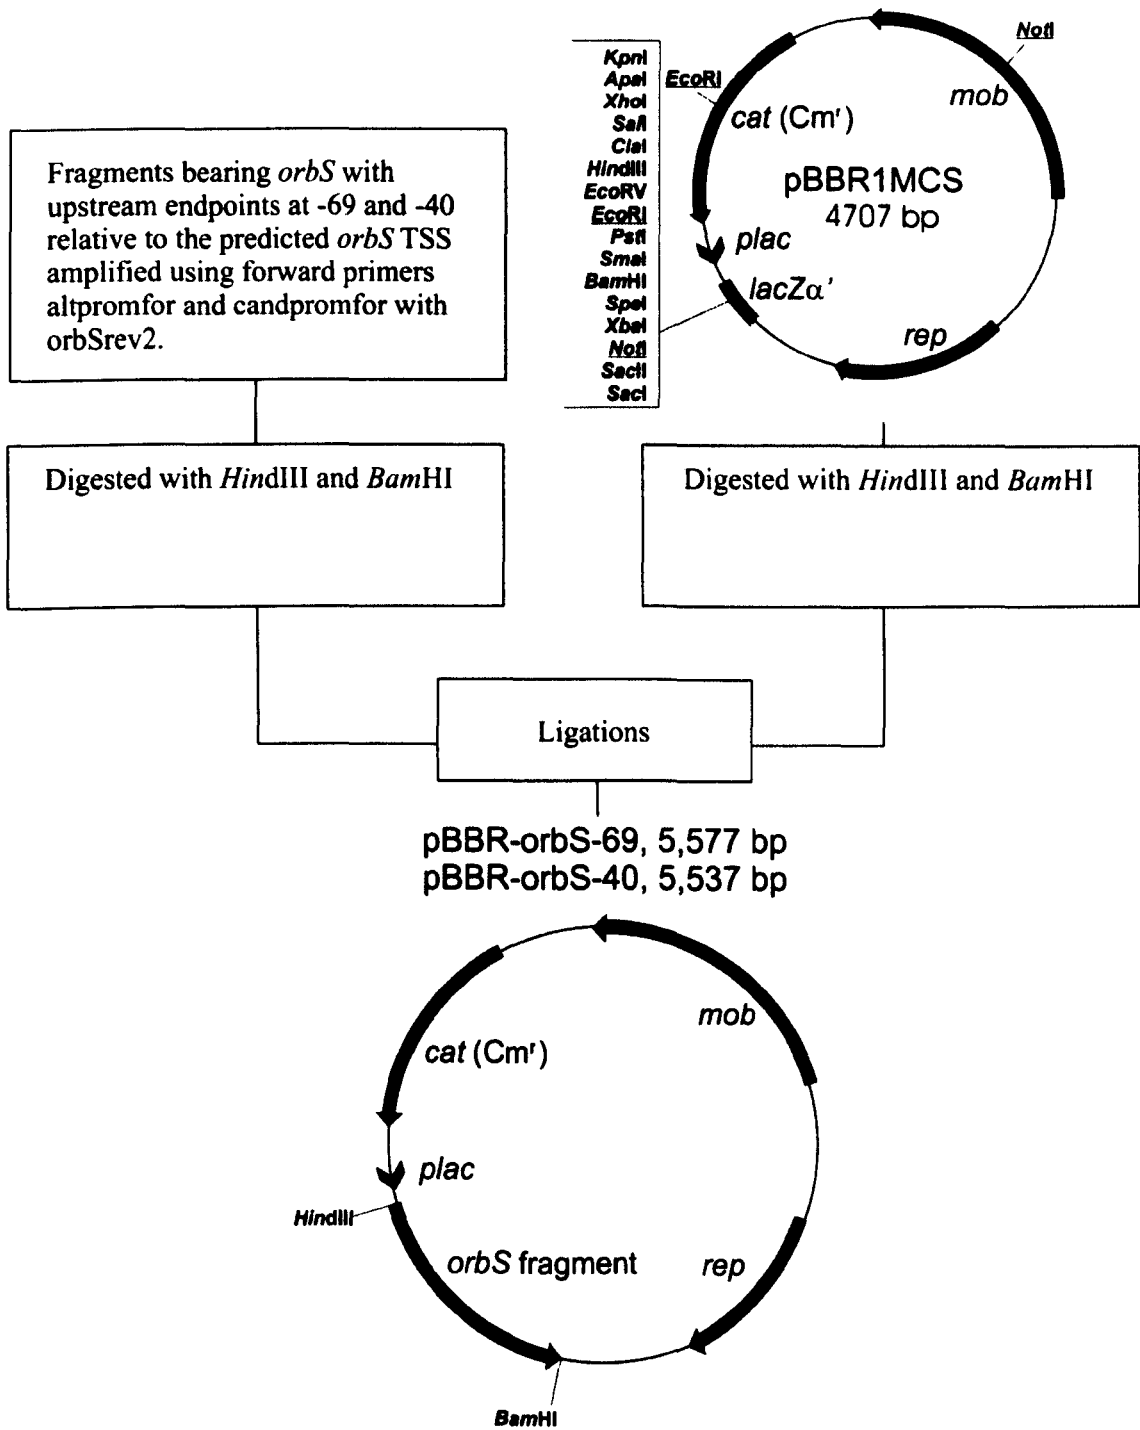 KpnI
ApaI
XhoI
SalI
ClaI
HindIII
EcoRV
EcoRI
PstI
SmaI
BamHI
SpeI
XbaI
NotI
SacII
SacI
EcoRI
NotI
mob
cat (Cmʳ)
pBBR1MCS
4707 bp
plac
lacZα'
rep
Fragments bearing orbS with
upstream endpoints at -69 and -40
relative to the predicted orbS TSS
amplified using forward primers
altpromfor and candpromfor with
orbSrev2.
Digested with HindIII and BamHI
Digested with HindIII and BamHI
Ligations
pBBR-orbS-69, 5,577 bp
pBBR-orbS-40, 5,537 bp
mob
cat (Cmʳ)
plac
HindIII
orbS fragment
rep
BamHI